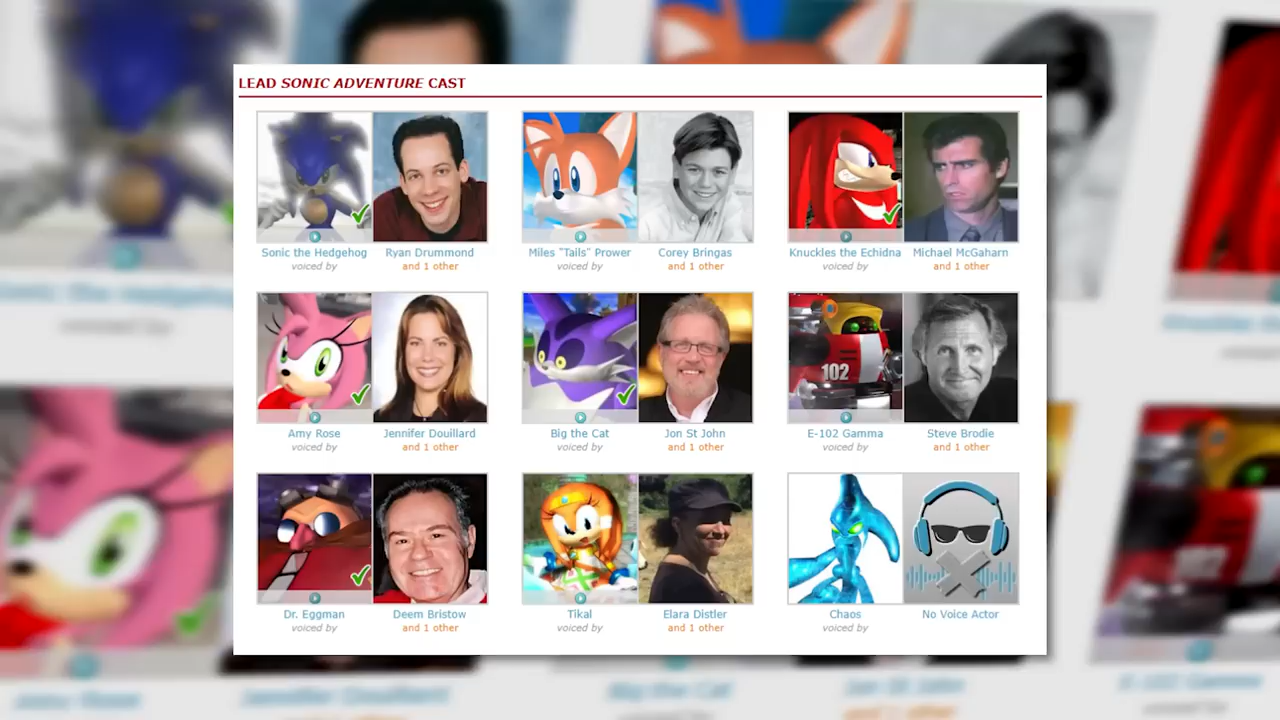 LEAD SONIC ADVENTURE CAST
Sonic the Hedgehog Ryan Drummond Miles "Tails" Prower Corey Bringas Knuckles the Echidna Michael McGaharn
voiced by and 1 other voiced by and 1 other voiced by and 1 other
102
Amy Rose Jennifer Douillard Big the Cat Jon St John E-102 Gamma Steve Brodie
voiced by and 1 other voiced by and 1 other voiced by and 1 other
Dr. Eggman Deem Bristow Tikal Elara Distler Chaos No Voice Actor
voiced by and 1 other voiced by and 1 other voiced by